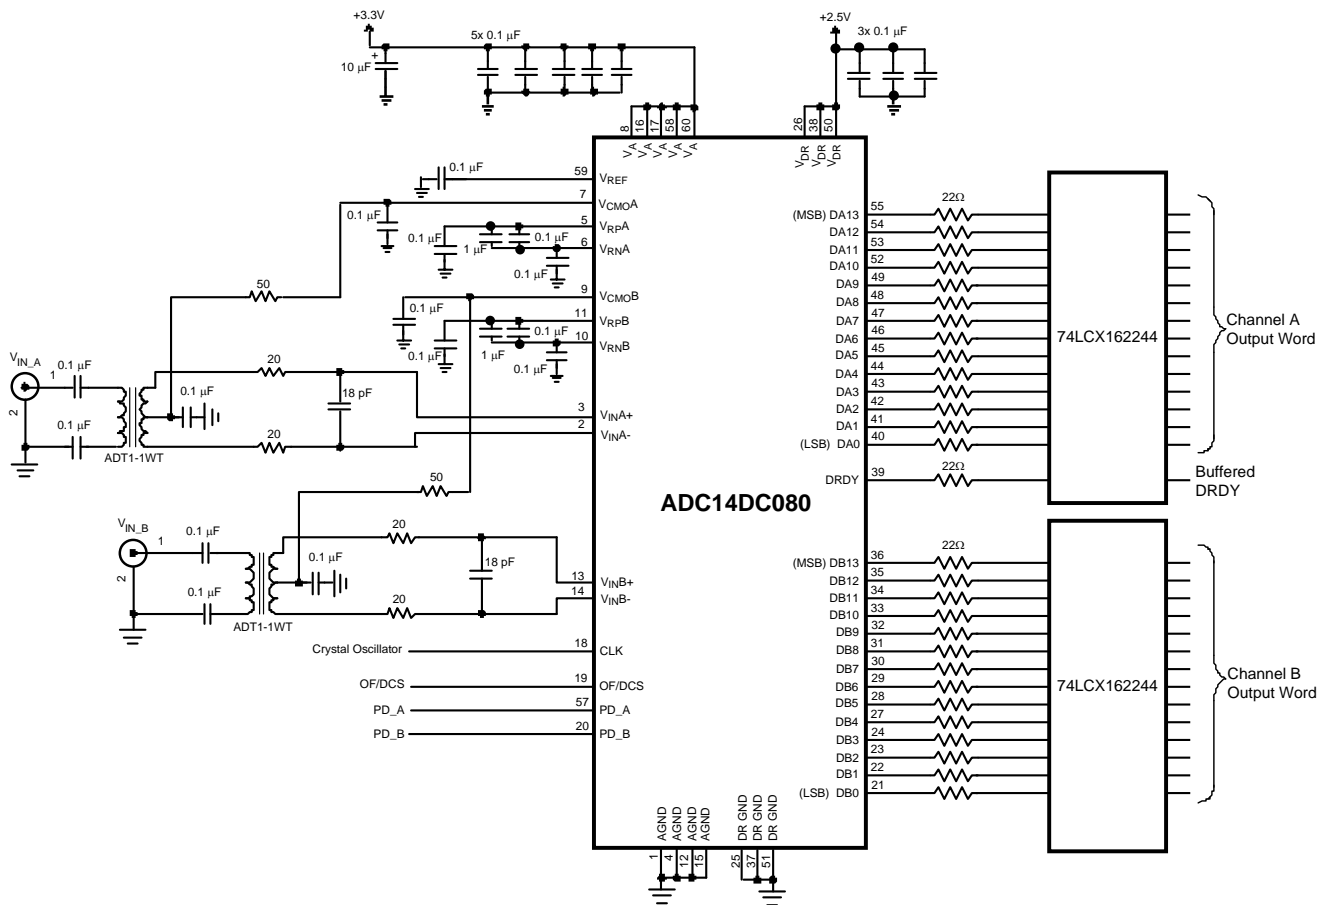 +3.3V
5x 0.1 µF
10 µF
+
+2.5V
3x 0.1 µF
8
16
17
58
60
VA
VA
VA
VA
VA
26
38
50
VDR
VDR
VDR
0.1 µF
59
VREF
7
VCMOA
0.1 µF
5
VRPA
0.1 µF
1 µF
0.1 µF
6
VRNA
0.1 µF
50
9
VCMOB
0.1 µF
11
VRPB
0.1 µF
1 µF
0.1 µF
10
VRNB
0.1 µF
VIN_A
1
2
0.1 µF
0.1 µF
ADT1-1WT
0.1 µF
20
20
18 pF
3
VINA+
2
VINA-
50
VIN_B
1
2
0.1 µF
0.1 µF
ADT1-1WT
0.1 µF
20
20
18 pF
13
VINB+
14
VINB-
Crystal Oscillator
18
CLK
OF/DCS
19
OF/DCS
PD_A
57
PD_A
PD_B
20
PD_B
ADC14DC080
AGND
AGND
AGND
AGND
1
4
12
15
DR GND
DR GND
DR GND
25
37
51
22Ω
(MSB) DA13 55
DA12 54
DA11 53
DA10 52
DA9 49
DA8 48
DA7 47
DA6 46
DA5 45
DA4 44
DA3 43
DA2 42
DA1 41
(LSB) DA0 40
22Ω
DRDY 39
74LCX162244
Channel A
Output Word
Buffered
DRDY
22Ω
(MSB) DB13 36
DB12 35
DB11 34
DB10 33
DB9 32
DB8 31
DB7 30
DB6 29
DB5 28
DB4 27
DB3 24
DB2 23
DB1 22
(LSB) DB0 21
74LCX162244
Channel B
Output Word